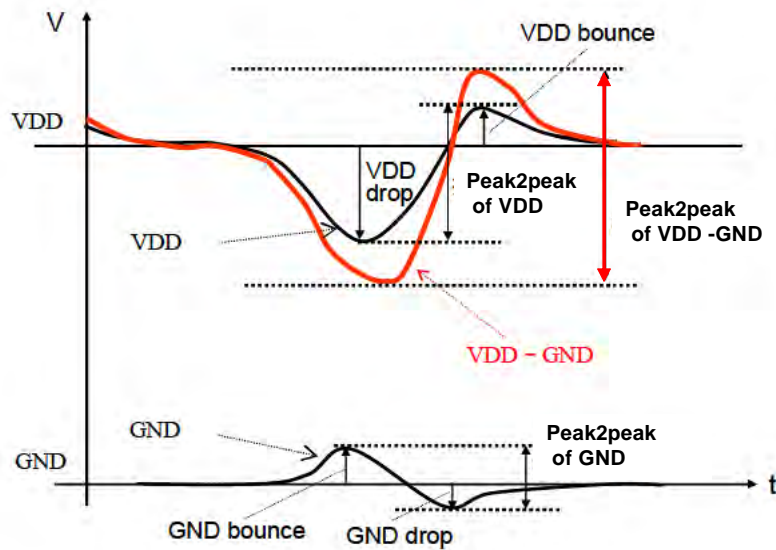 V
VDD bounce
VDD
VDD
drop
Peak2peak
of VDD
Peak2peak
of VDD -GND
VDD
VDD - GND
GND
Peak2peak
of GND
GND
t
GND bounce
GND drop